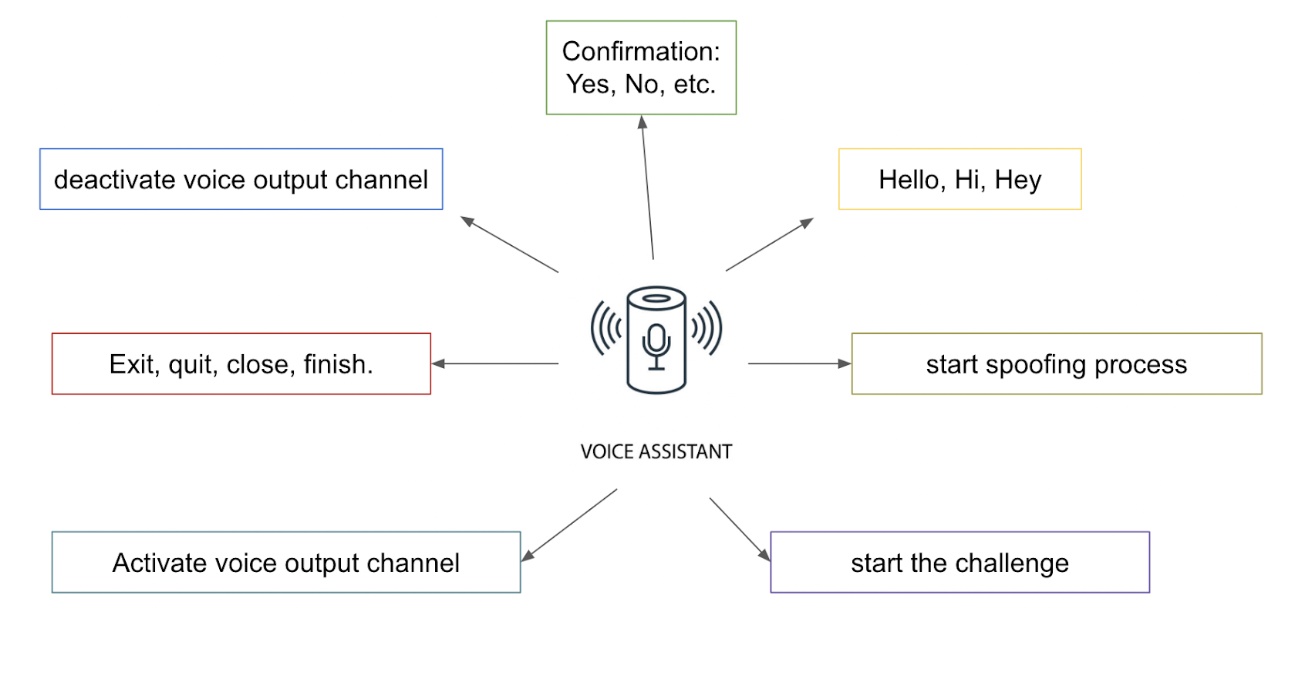 Confirmation:
Yes, No, etc.
deactivate voice output channel
Hello, Hi, Hey
Exit, quit, close, finish.
start spoofing process
VOICE ASSISTANT
Activate voice output channel
start the challenge